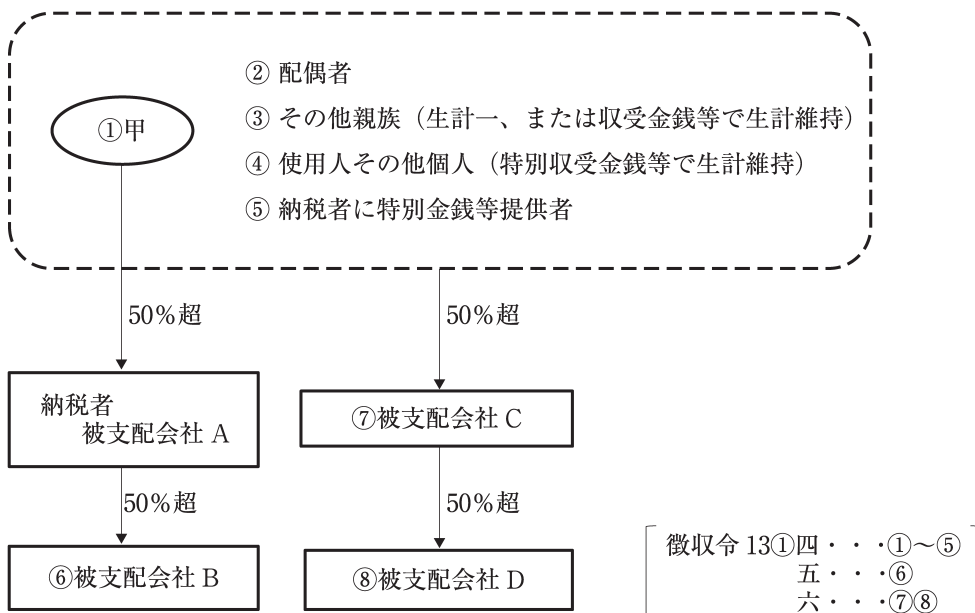 ② 配偶者
①甲
③ その他親族（生計一、または収受金銭等で生計維持）
④ 使用人その他個人（特別収受金銭等で生計維持）
⑤ 納税者に特別金銭等提供者
50%超
50%超
納税者
被支配会社 A
⑦被支配会社 C
50%超
50%超
⑥被支配会社 B
⑧被支配会社 D
徴収令 13①四・・・①〜⑤
五・・・⑥
六・・・⑦⑧